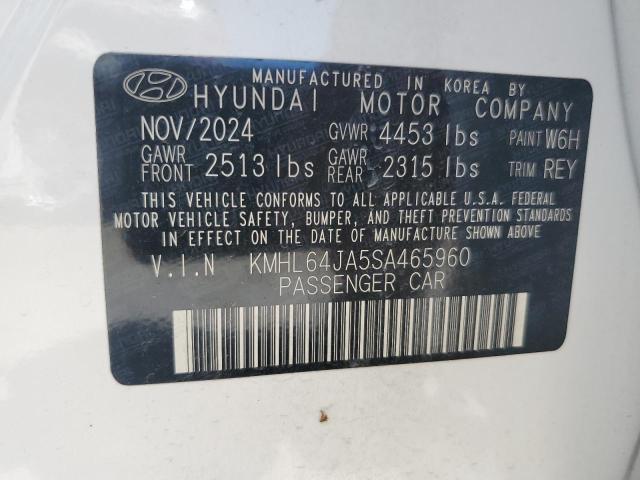 MANUFACTURED IN KOREA BY
HYUNDAI MOTOR COMPANY
NOV/2024 GVWR 4453 lbs PAINT W6H
GAWR FRONT 2513 lbs GAWR REAR 2315 lbs TRIM REY
THIS VEHICLE CONFORMS TO ALL APPLICABLE U.S.A. FEDERAL
MOTOR VEHICLE SAFETY, BUMPER, AND THEFT PREVENTION STANDARDS
IN EFFECT ON THE DATE OF MANUFACTURE SHOWN ABOVE.
V.I.N KMHL64JA5SA465960
PASSENGER CAR